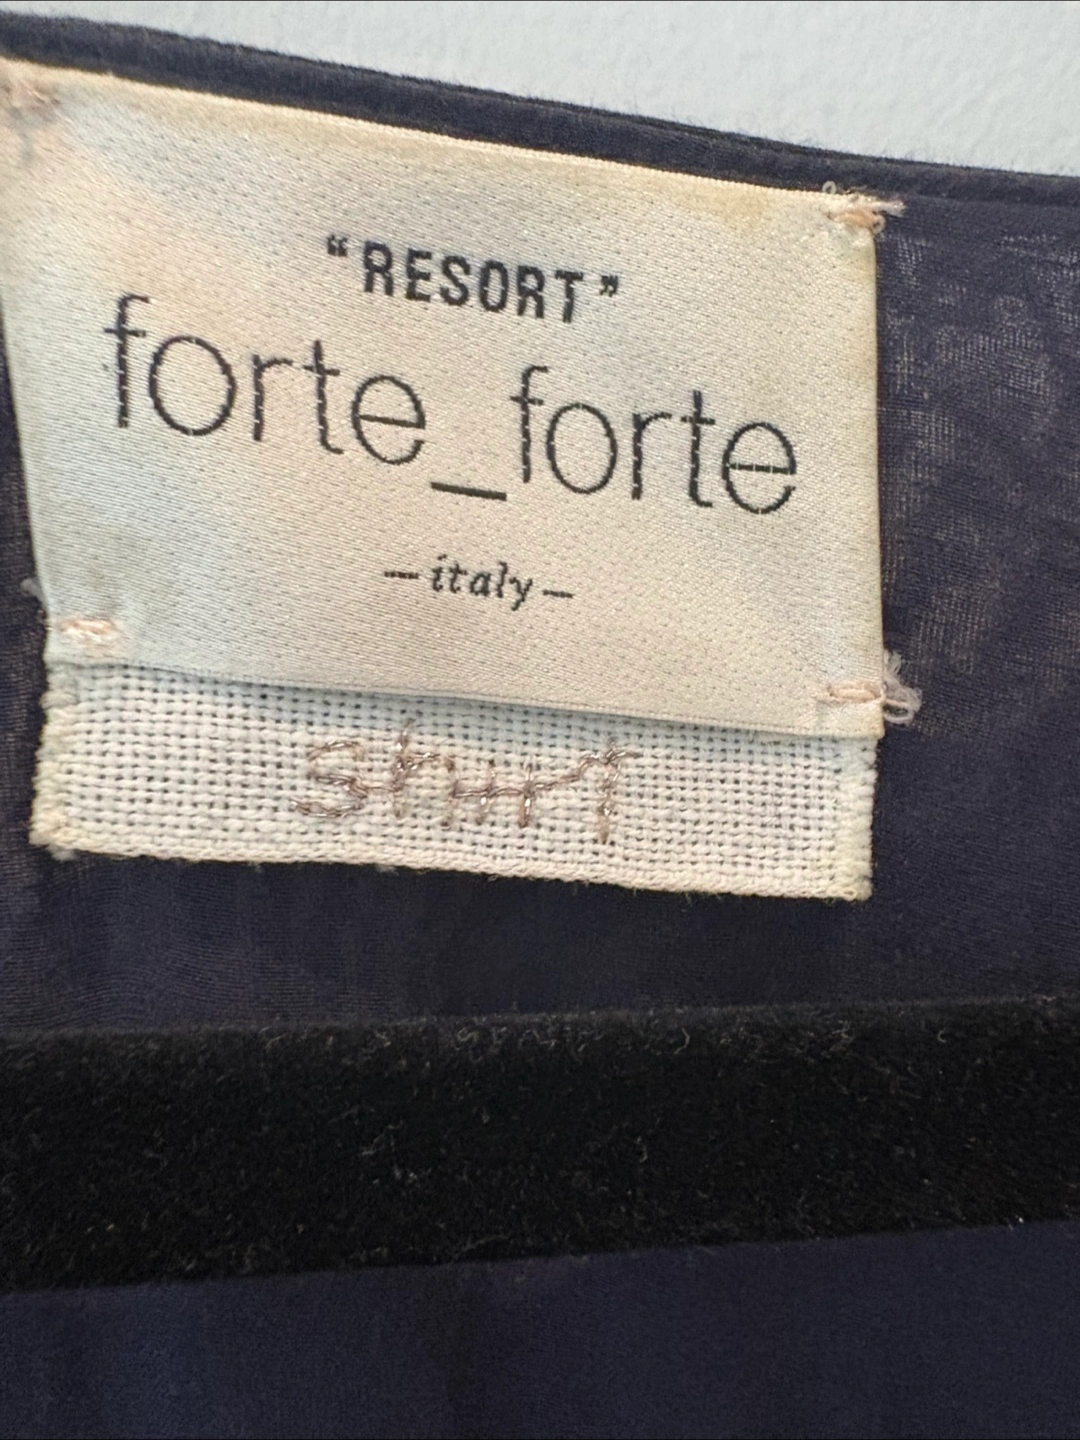 “RESORT”
forte_forte
—italy—
shirt